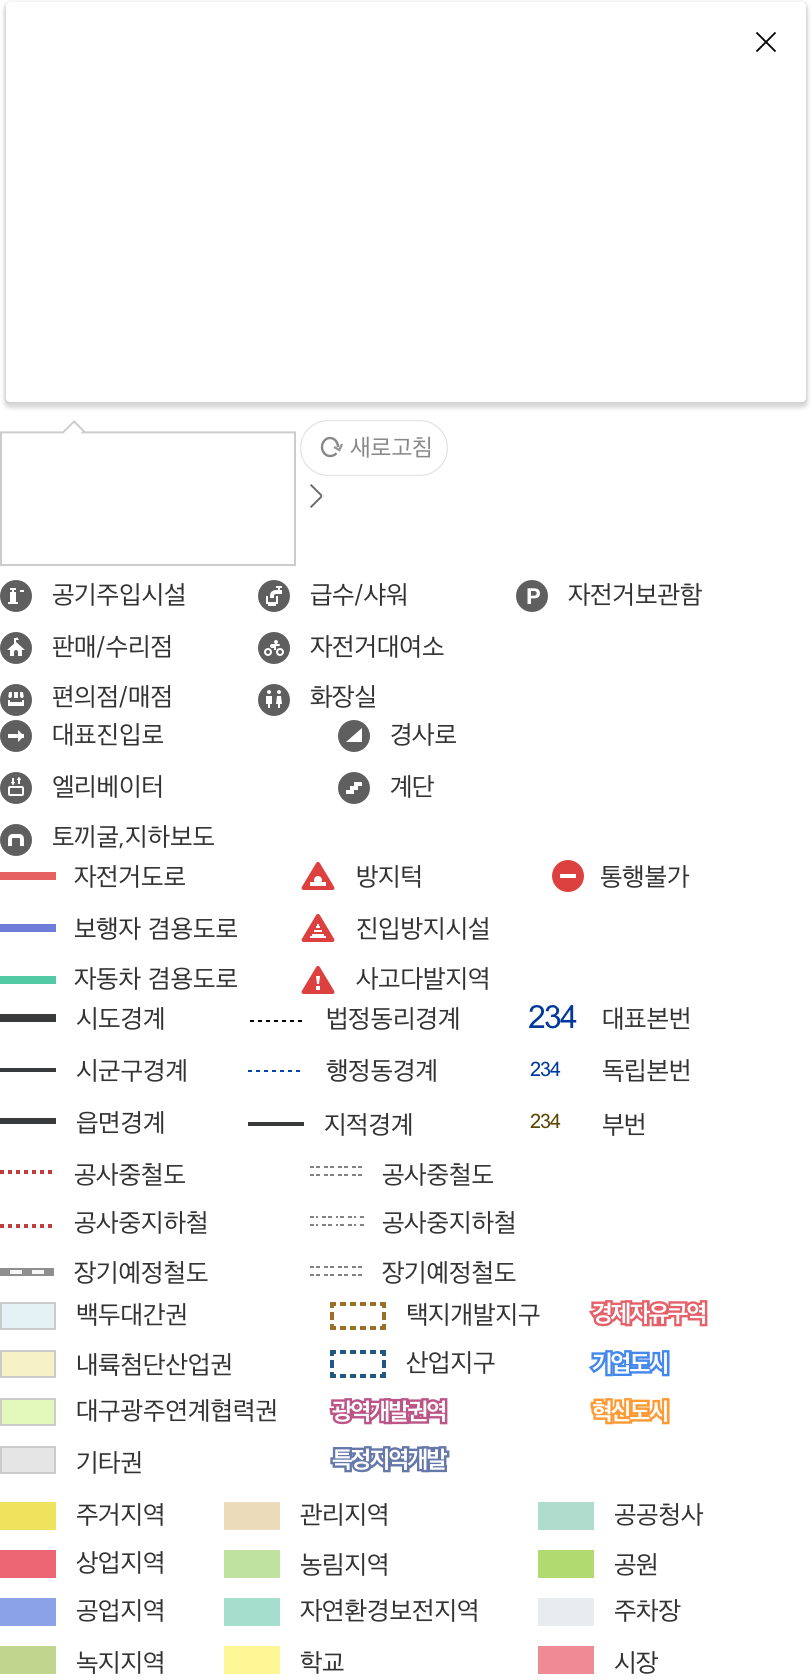 새로고침
공기주입시설 급수/샤워 P 자전거보관함
판매/수리점 자전거대여소
편의점/매점 화장실
대표진입로 경사로
엘리베이터 계단
토끼굴,지하보도
자전거도로 방지턱 통행불가
보행자 겸용도로 진입방지시설
자동차 겸용도로 ! 사고다발지역
시도경계 법정동리경계 234 대표본번
시군구경계 행정동경계 234 독립본번
읍면경계 지적경계 234 부번
공사중철도 공사중철도
공사중지하철 공사중지하철
장기예정철도 장기예정철도
백두대간권 택지개발지구 경제자유구역
내륙첨단산업권 산업지구 기업도시
대구광주연계협력권 광역개발권역 혁신도시
기타권 특정지역개발
주거지역 관리지역 공공청사
상업지역 농림지역 공원
공업지역 자연환경보전지역 주차장
녹지지역 학교 시장